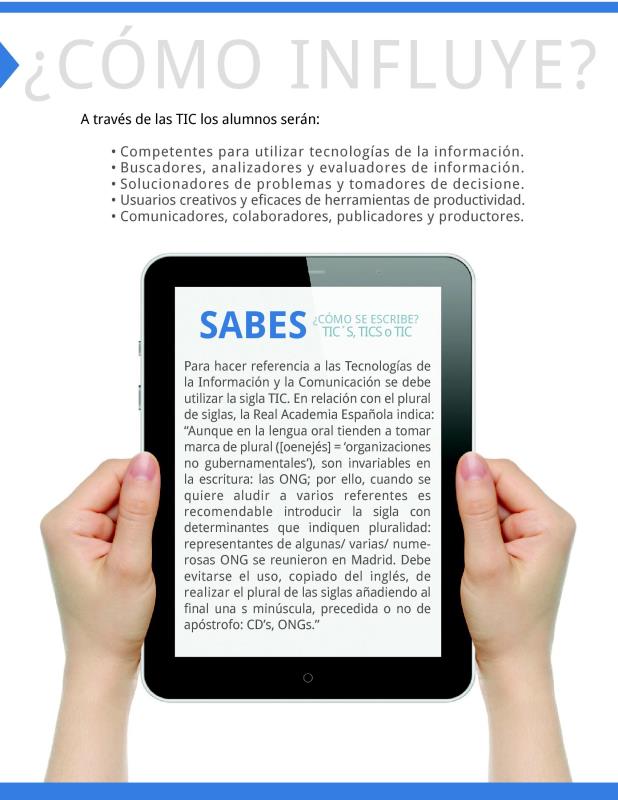 ¿CÓMO INFLUYE?
A través de las TIC los alumnos serán:
• Competentes para utilizar tecnologías de la información.
• Buscadores, analizadores y evaluadores de información.
• Solucionadores de problemas y tomadores de decisione.
• Usuarios creativos y eficaces de herramientas de productividad.
• Comunicadores, colaboradores, publicadores y productores.
SABES ¿CÓMO SE ESCRIBE?
TIC´S, TICS o TIC
Para hacer referencia a las Tecnologías de
la Información y la Comunicación se debe
utilizar la sigla TIC. En relación con el plural
de siglas, la Real Academia Española indica:
“Aunque en la lengua oral tienden a tomar
marca de plural ([oenejés] = ‘organizaciones
no gubernamentales’), son invariables en
la escritura: las ONG; por ello, cuando se
quiere aludir a varios referentes es
recomendable introducir la sigla con
determinantes que indiquen pluralidad:
representantes de algunas/ varias/ nume-
rosas ONG se reunieron en Madrid. Debe
evitarse el uso, copiado del inglés, de
realizar el plural de las siglas añadiendo al
final una s minúscula, precedida o no de
apóstrofo: CD’s, ONGs.”